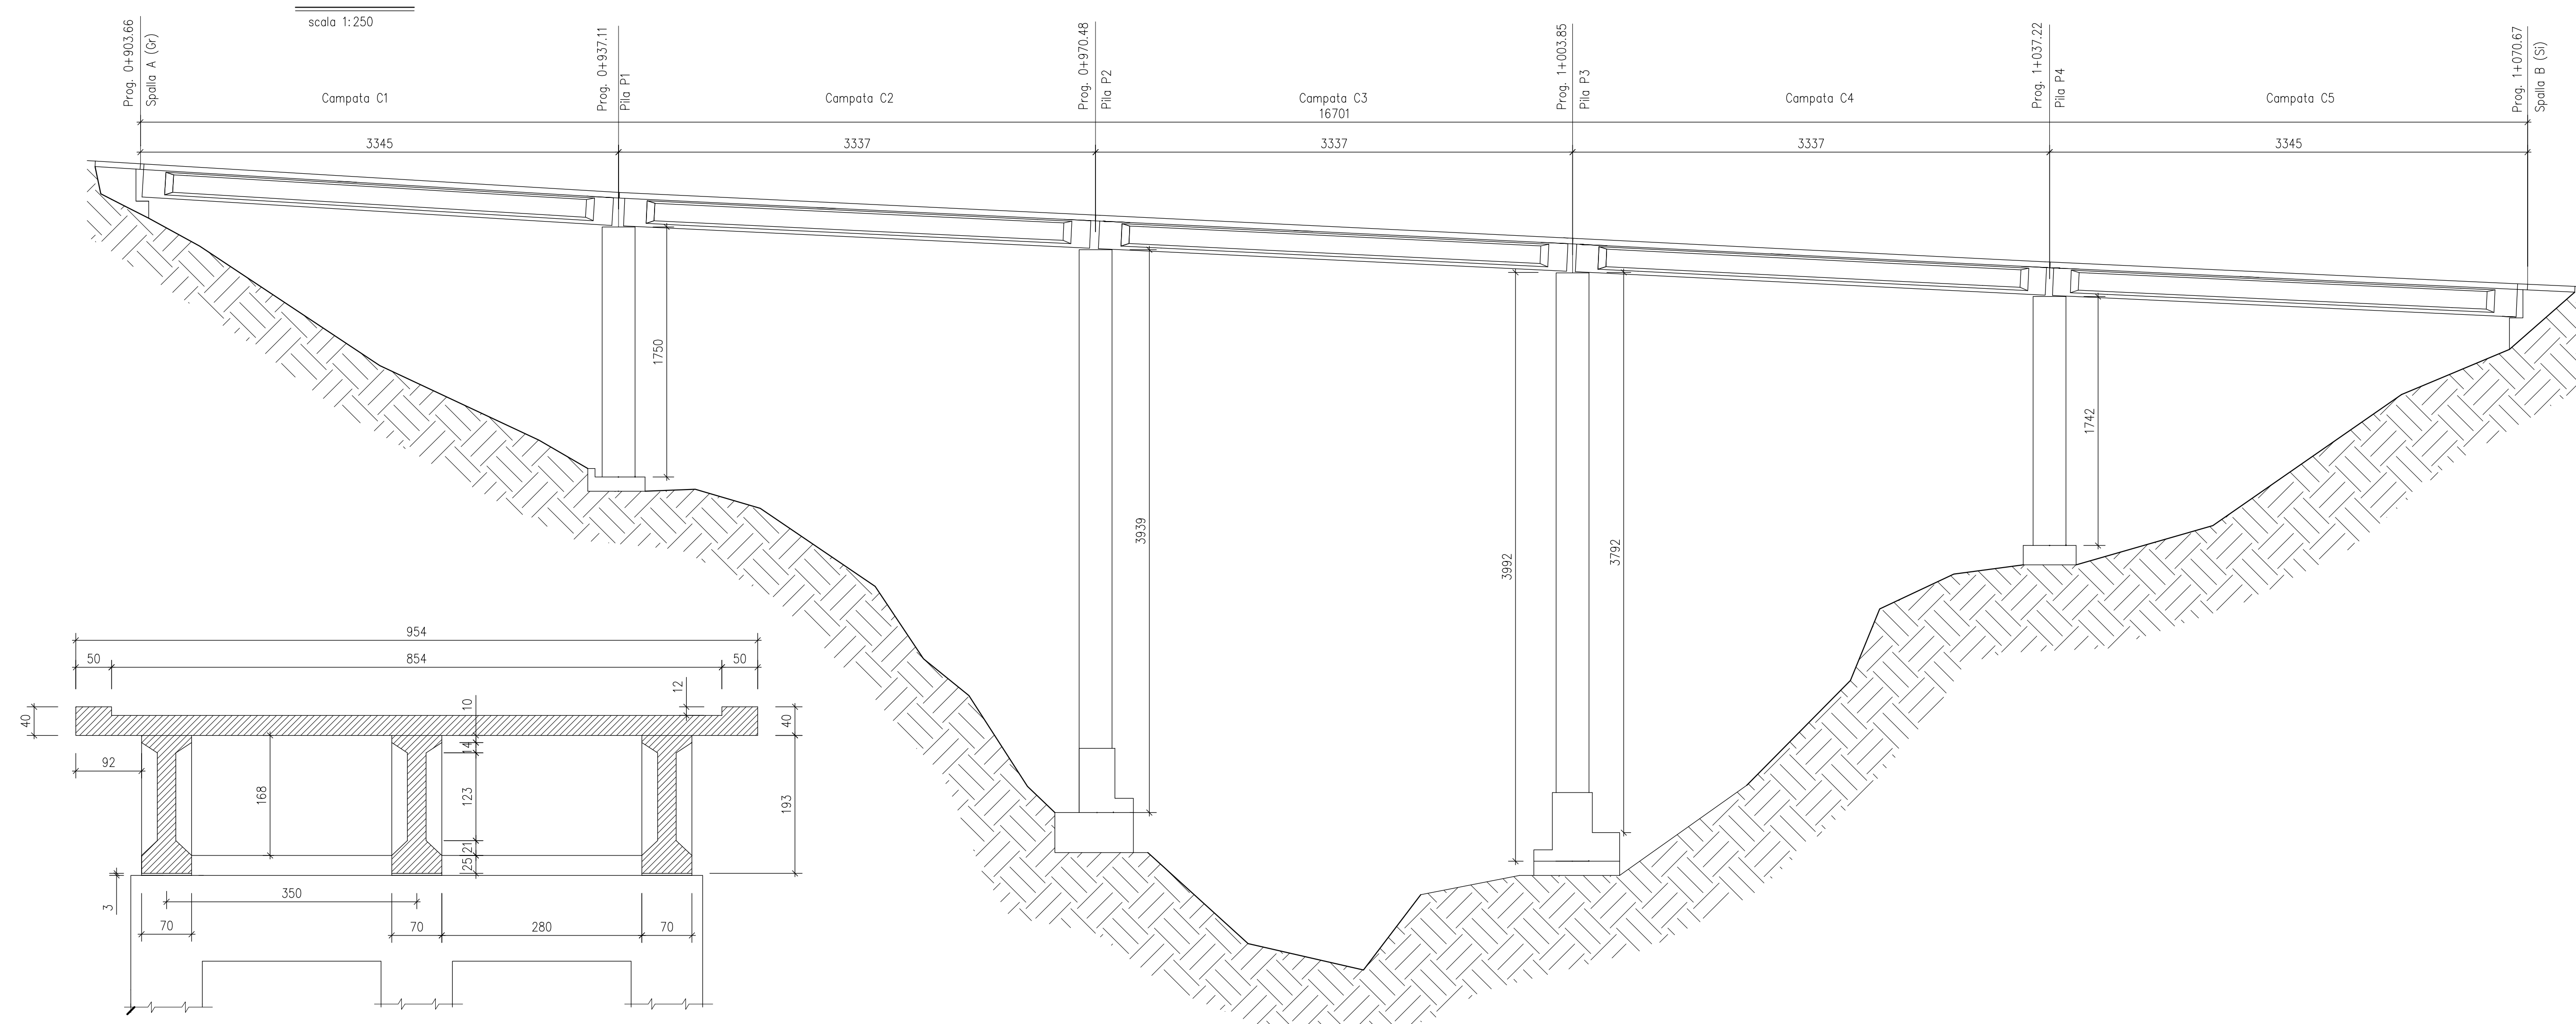 scala 1:250
Prog. 0+903.66
Spalla A (Gr)
Prog. 0+937.11
Pila P1
Prog. 0+970.48
Pila P2
Prog. 1+003.85
Pila P3
Prog. 1+037.22
Pila P4
Prog. 1+070.67
Spalla B (Si)
Campata C1
Campata C2
Campata C3
Campata C4
Campata C5
16701
3345
3337
3337
3337
3345
1750
3939
3992
3792
1742
954
50
854
50
12
40
10
40
14
92
168
123
193
21
25
3
350
70
70
280
70